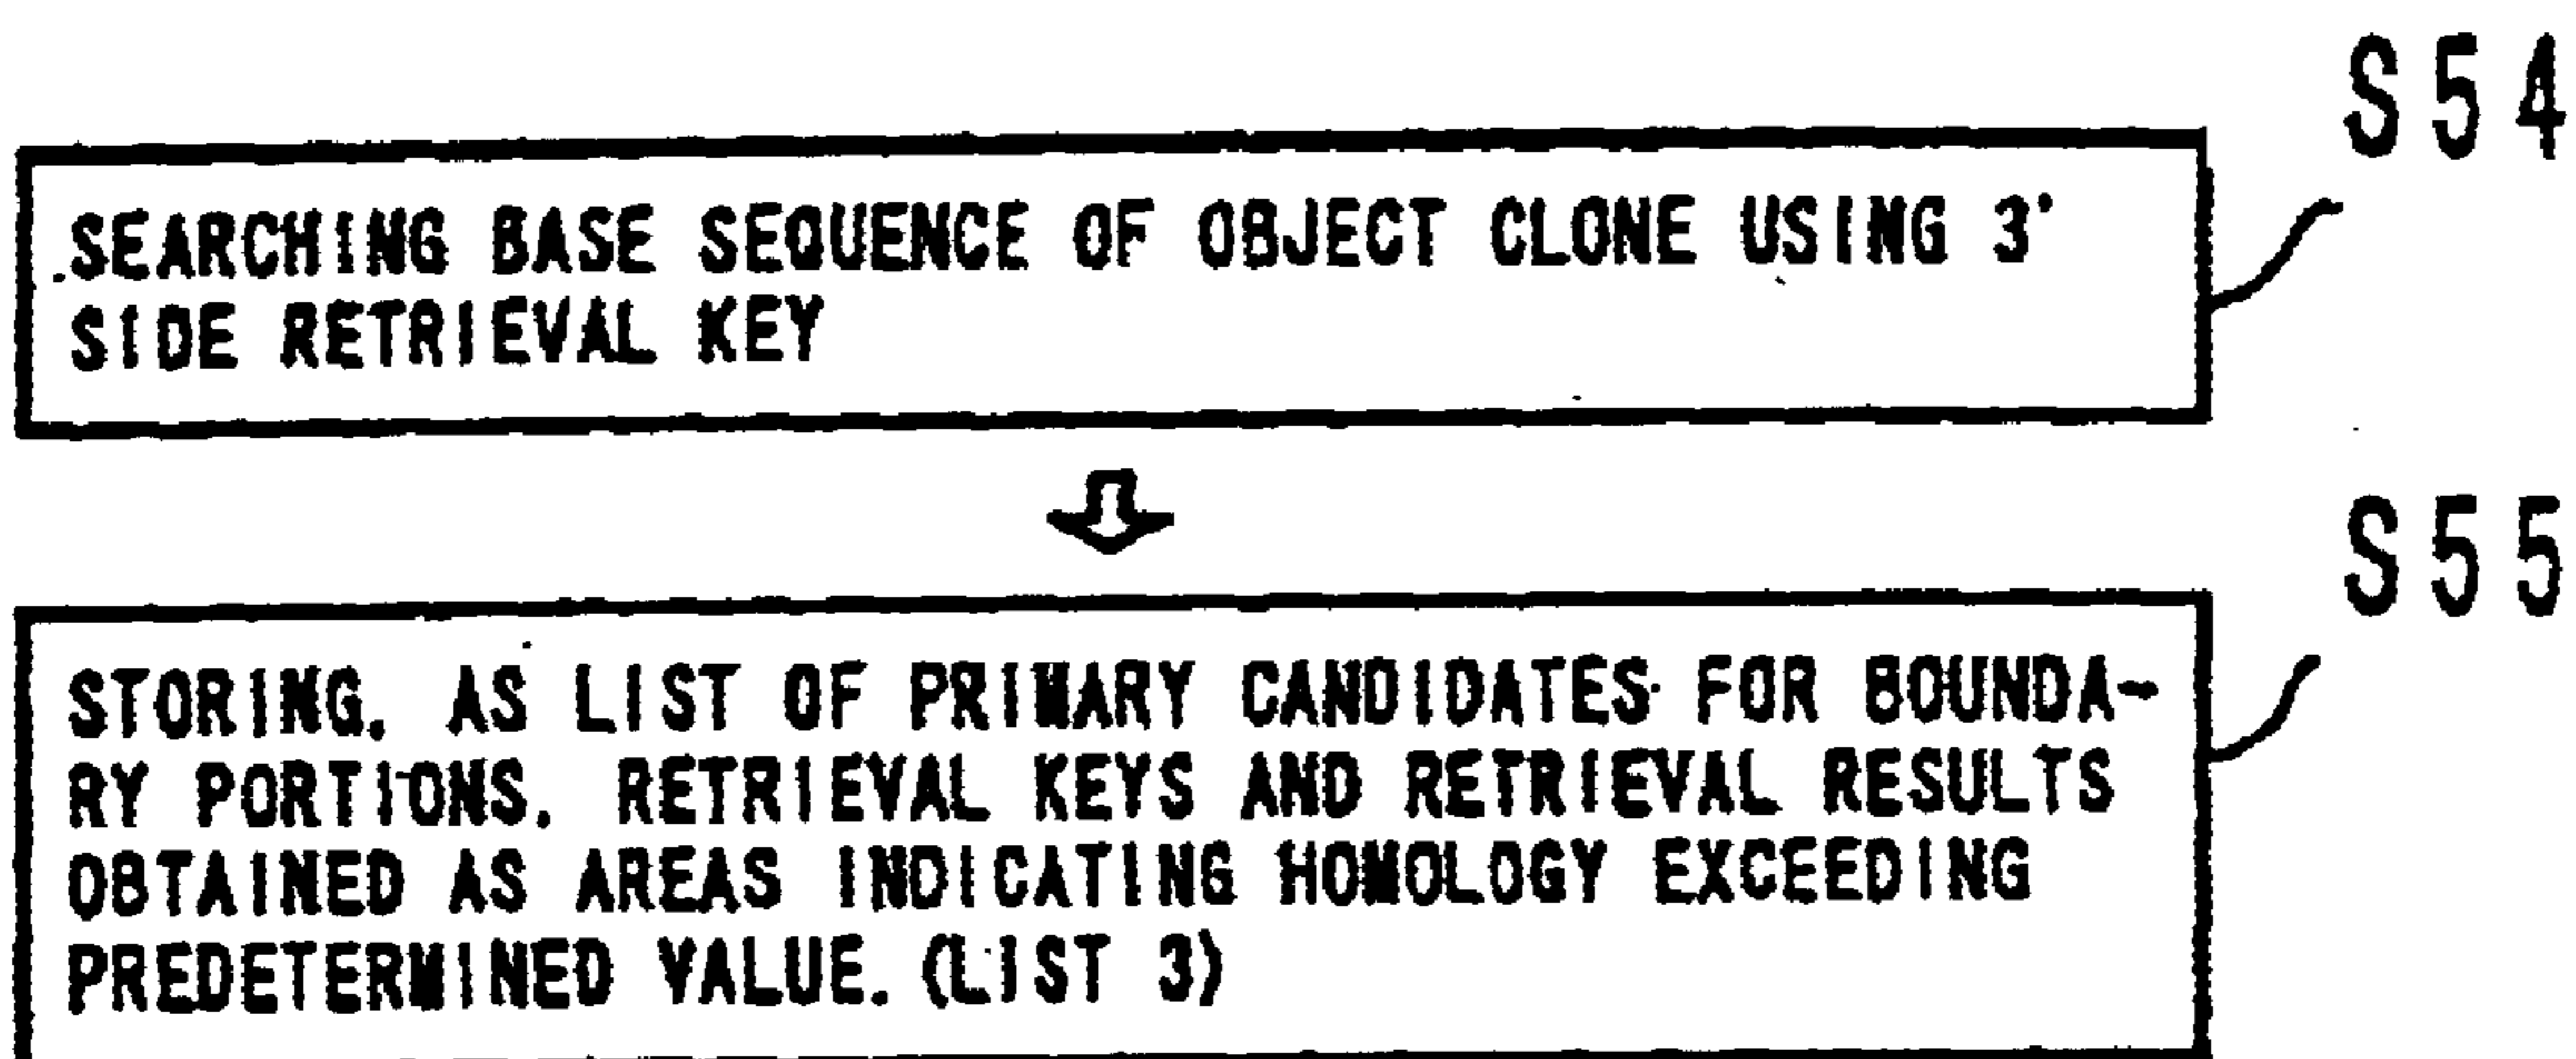 S54
SEARCHING BASE SEQUENCE OF OBJECT CLONE USING 3'
SIDE RETRIEVAL KEY
S55
STORING, AS LIST OF PRIMARY CANDIDATES FOR BOUNDA-
RY PORTIONS, RETRIEVAL KEYS AND RETRIEVAL RESULTS
OBTAINED AS AREAS INDICATING HOMOLOGY EXCEEDING
PREDETERMINED VALUE. (LIST 3)